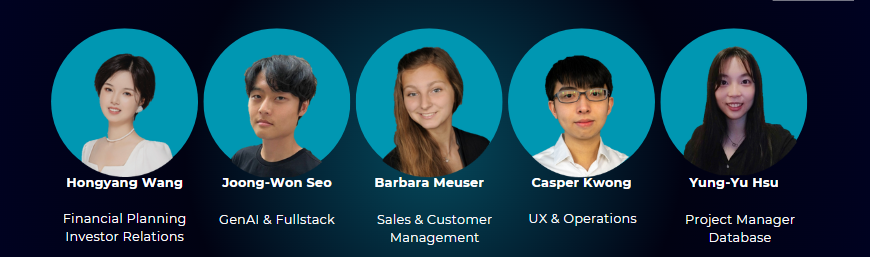 Hongyang Wang
Joong-Won Seo
Barbara Meuser
Casper Kwong
Yung-Yu Hsu
Financial Planning
Investor Relations
GenAI & Fullstack
Sales & Customer
Management
UX & Operations
Project Manager
Database